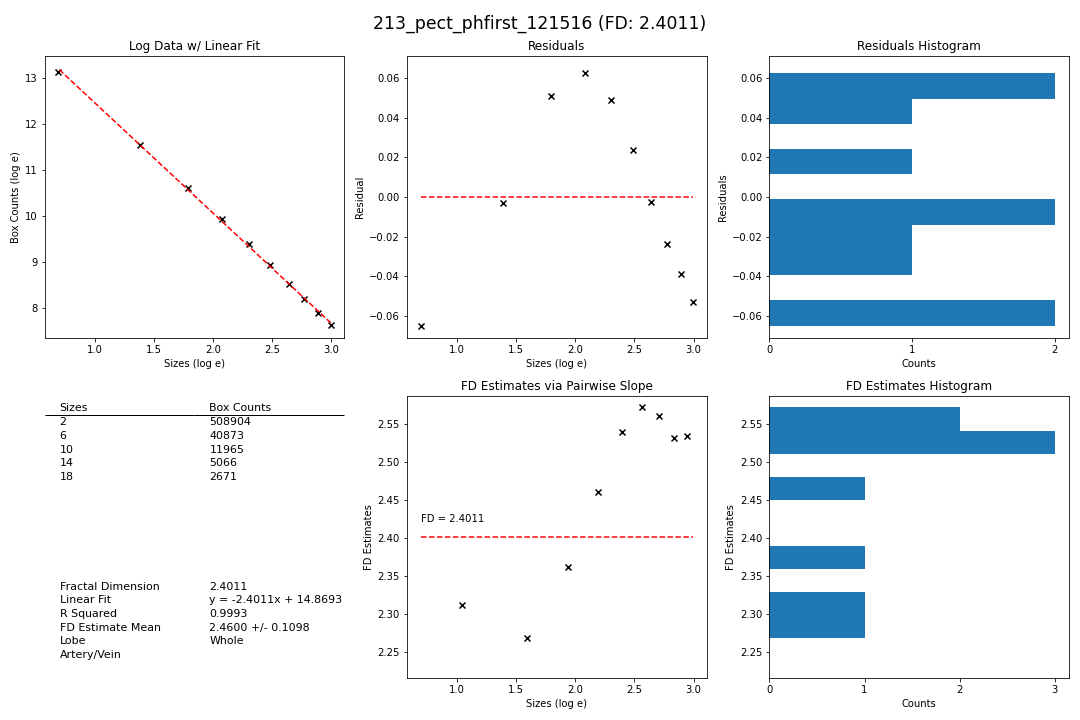 213_pect_phfirst_121516 (FD: 2.4011)
Log Data w/ Linear Fit
13
12
11
10
9
8
Box Counts (log e)
1.0 1.5 2.0 2.5 3.0
Sizes (log e)
Residuals
0.06
0.04
0.02
0.00
−0.02
−0.04
−0.06
Residual
1.0 1.5 2.0 2.5 3.0
Sizes (log e)
Residuals Histogram
0.06
0.04
0.02
0.00
−0.02
−0.04
−0.06
Residuals
0 1 2
Counts
Sizes Box Counts
2 508904
6 40873
10 11965
14 5066
18 2671
Fractal Dimension 2.4011
Linear Fit y = -2.4011x + 14.8693
R Squared 0.9993
FD Estimate Mean 2.4600 +/- 0.1098
Lobe Whole
Artery/Vein
FD Estimates via Pairwise Slope
2.55
2.50
2.45
2.40
2.35
2.30
2.25
FD Estimates
FD = 2.4011
1.0 1.5 2.0 2.5 3.0
Sizes (log e)
FD Estimates Histogram
2.55
2.50
2.45
2.40
2.35
2.30
2.25
FD Estimates
0 1 2 3
Counts